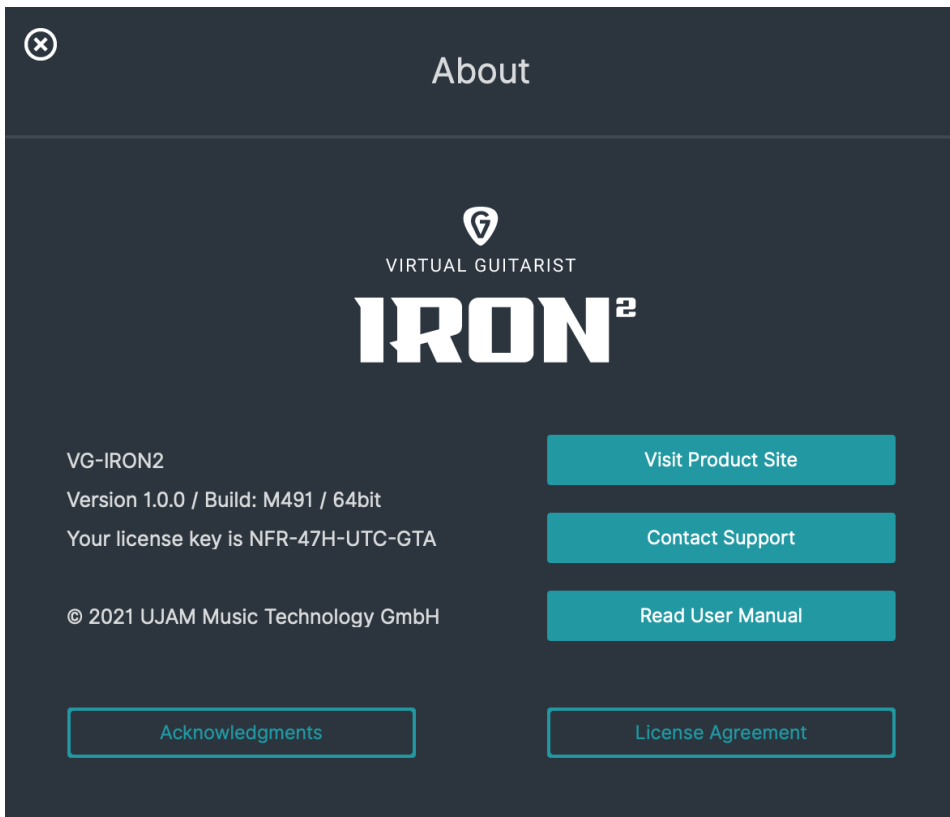 About
VIRTUAL GUITARIST
IRON²
VG-IRON2
Version 1.0.0 / Build: M491 / 64bit
Your license key is NFR-47H-UTC-GTA
© 2021 UJAM Music Technology GmbH
Visit Product Site
Contact Support
Read User Manual
Acknowledgments
License Agreement